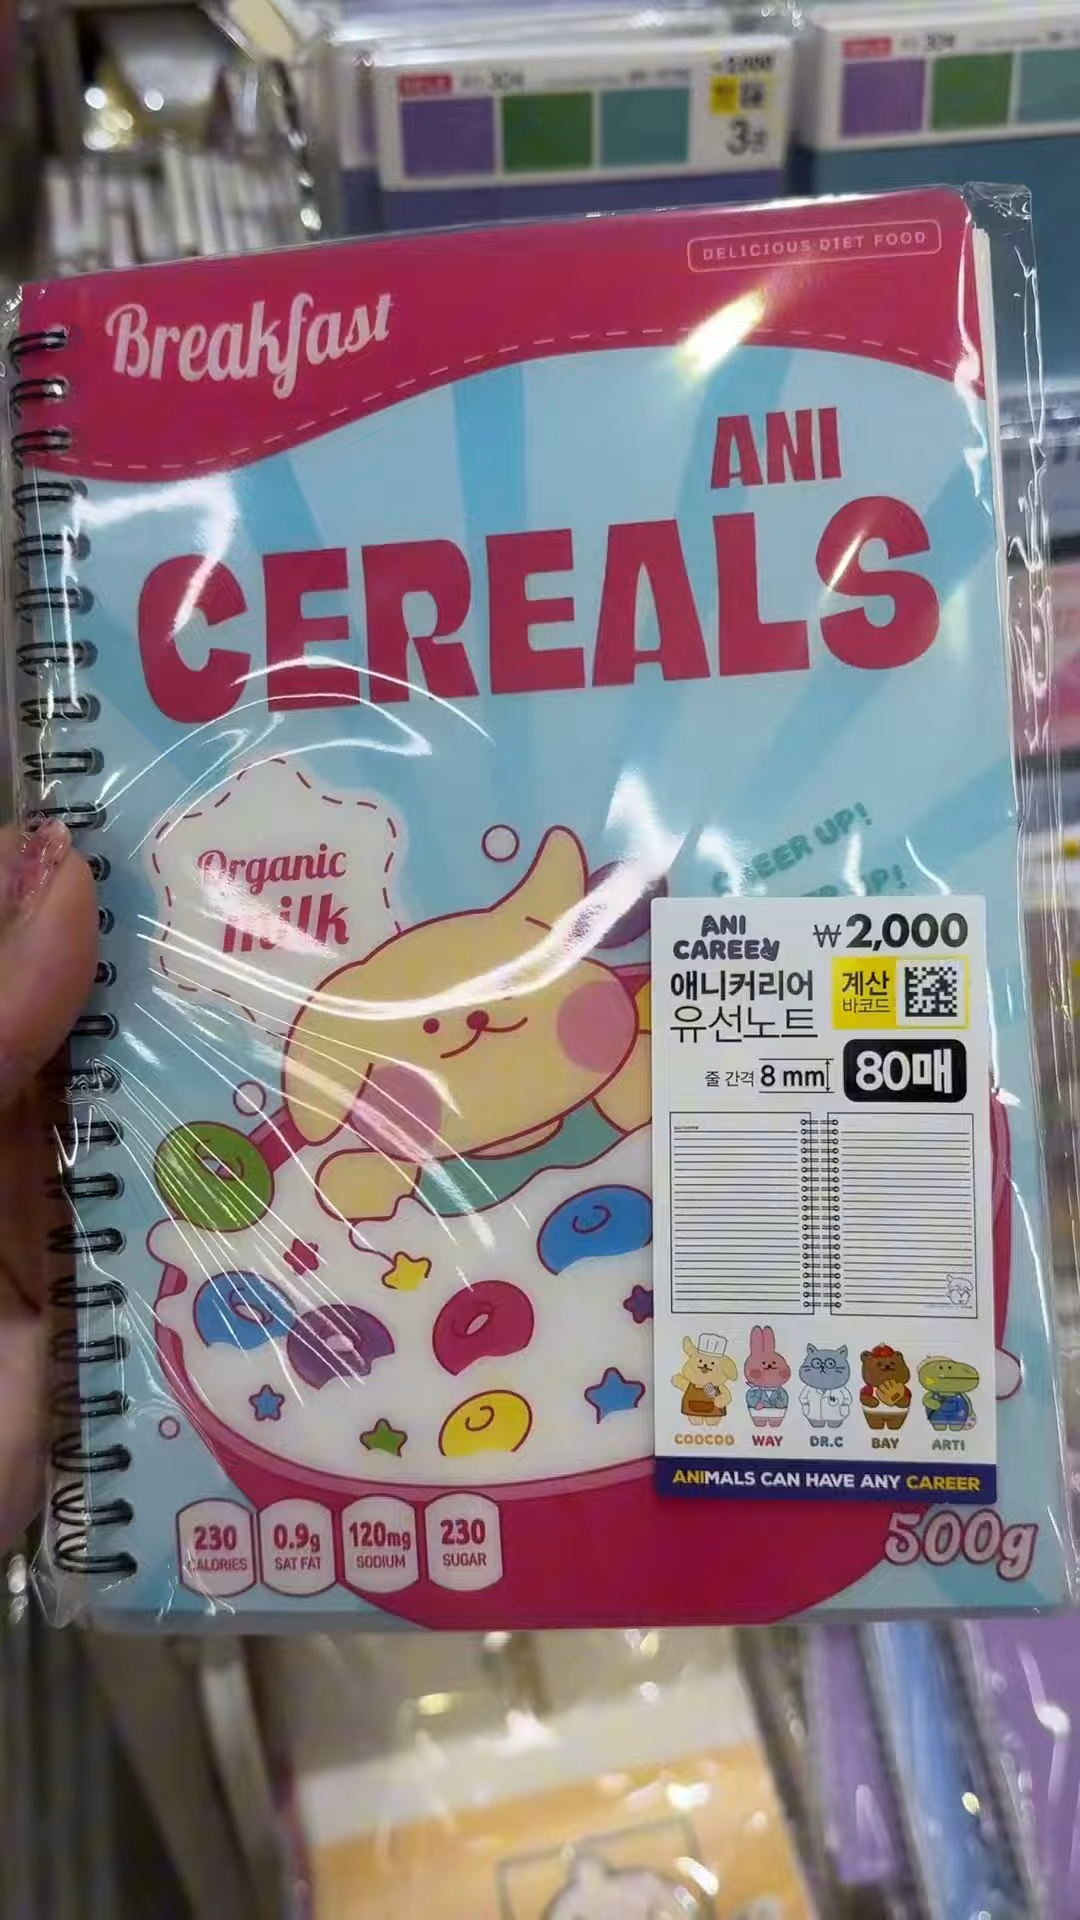 DELICIOUS DIET FOOD
Breakfast
ANI
CEREALS
Organic
milk
CHEER UP!
ANI
CAREER
₩2,000
애니커리어
유선노트
계산
바코드
줄 간격 8 mm
80매
COOCOO WAY DR.C BAY ARTI
ANIMALS CAN HAVE ANY CAREER
230
CALORIES
0.9g
SAT FAT
120mg
SODIUM
230
SUGAR
500g